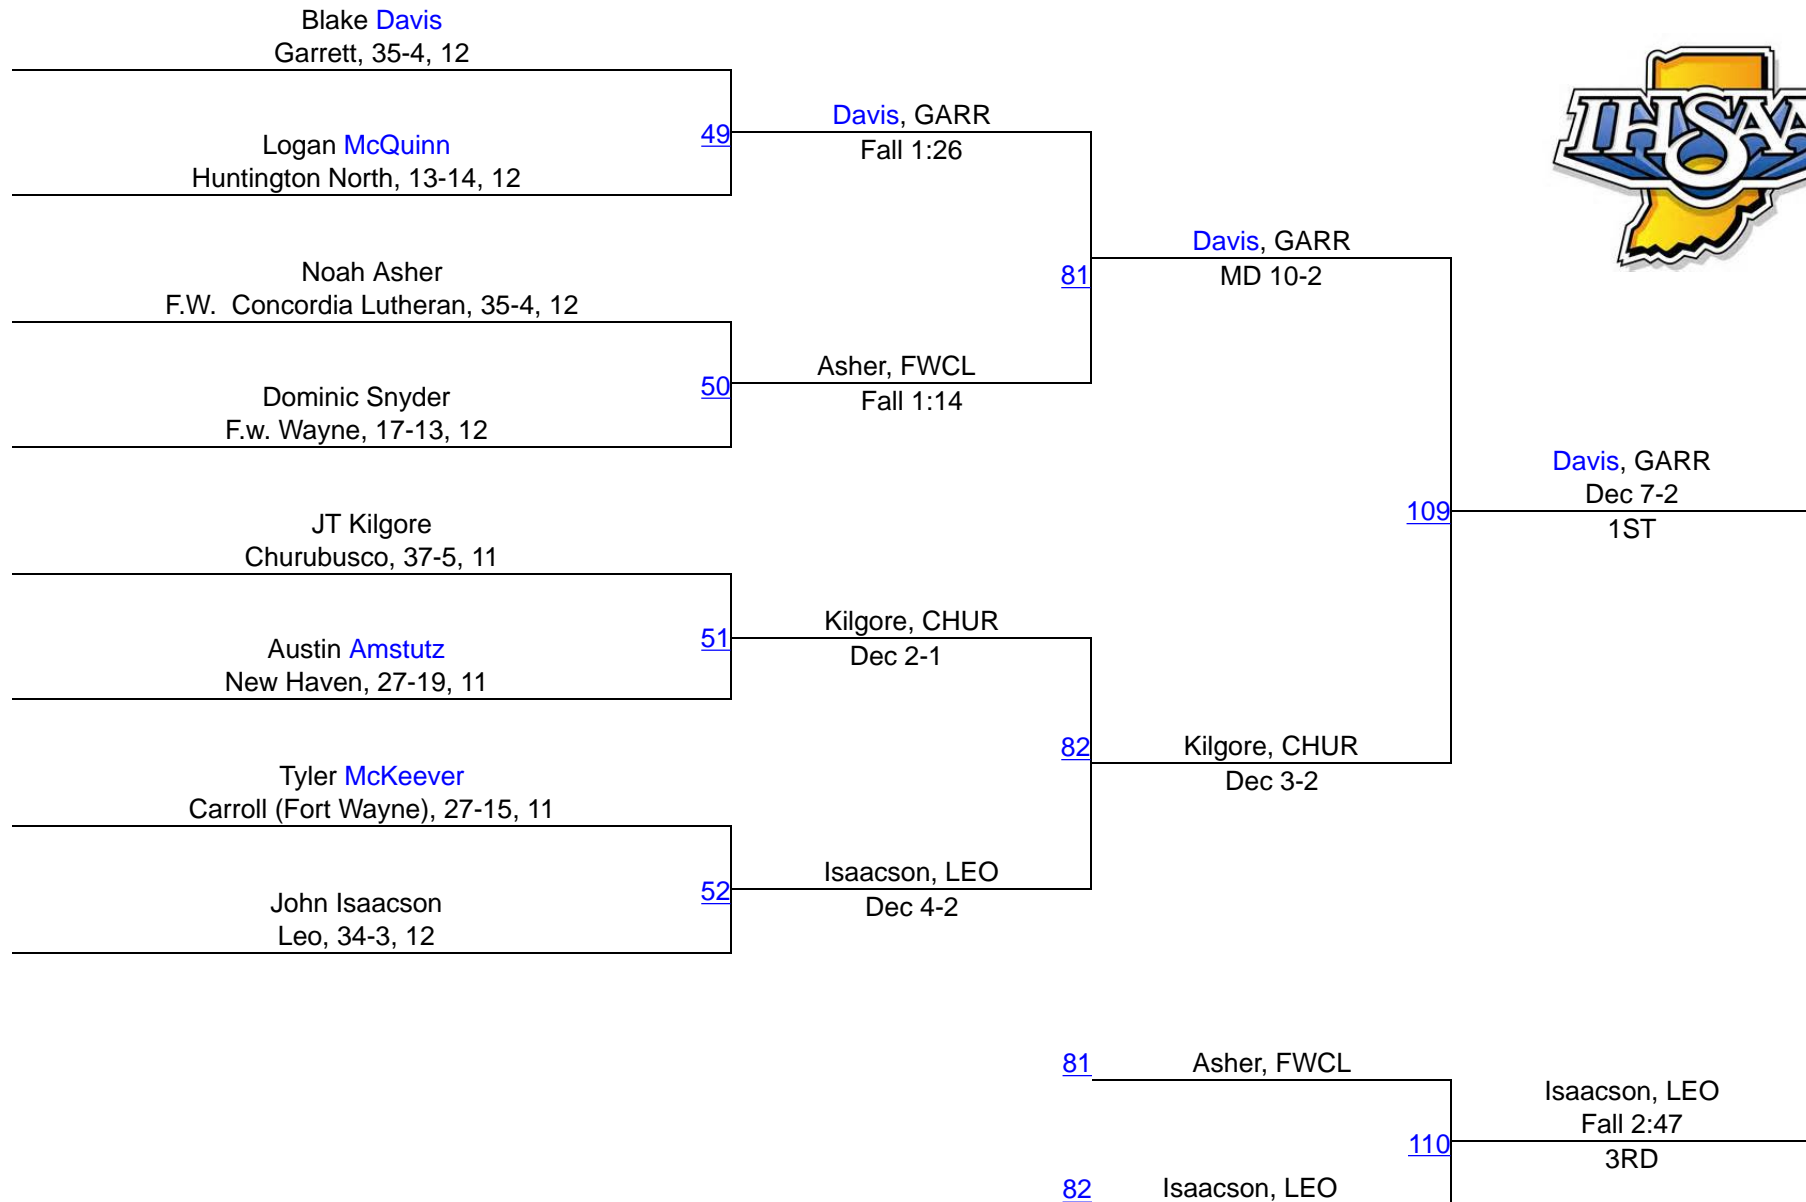 Blake Davis
Garrett, 35-4, 12
Logan McQuinn
Huntington North, 13-14, 12
49
Davis, GARR
Fall 1:26
Noah Asher
F.W.  Concordia Lutheran, 35-4, 12
Dominic Snyder
F.w. Wayne, 17-13, 12
50
Asher, FWCL
Fall 1:14
81
Davis, GARR
MD 10-2
IHSAA
JT Kilgore
Churubusco, 37-5, 11
Austin Amstutz
New Haven, 27-19, 11
51
Kilgore, CHUR
Dec 2-1
Tyler McKeever
Carroll (Fort Wayne), 27-15, 11
John Isaacson
Leo, 34-3, 12
52
Isaacson, LEO
Dec 4-2
82
Kilgore, CHUR
Dec 3-2
109
Davis, GARR
Dec 7-2
1ST
81
Asher, FWCL
82
Isaacson, LEO
110
Isaacson, LEO
Fall 2:47
3RD